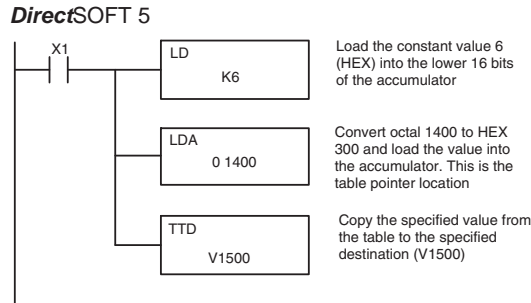 DirectSOFT 5
X1
LD
K6
Load the constant value 6
(HEX) into the lower 16 bits
of the accumulator
LDA
0 1400
Convert octal 1400 to HEX
300 and load the value into
the accumulator. This is the
table pointer location
TTD
V1500
Copy the specified value from
the table to the specified
destination (V1500)